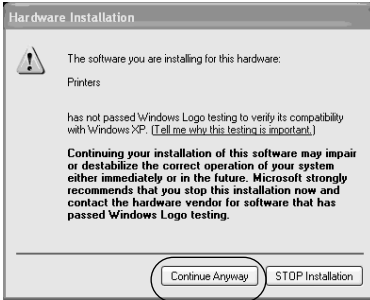 Hardware Installation
The software you are installing for this hardware:
Printers
has not passed Windows Logo testing to verify its compatibility
with Windows XP. (Tell me why this testing is important.)
Continuing your installation of this software may impair
or destabilize the correct operation of your system
either immediately or in the future. Microsoft strongly
recommends that you stop this installation now and
contact the hardware vendor for software that has
passed Windows Logo testing.
Continue Anyway
STOP Installation